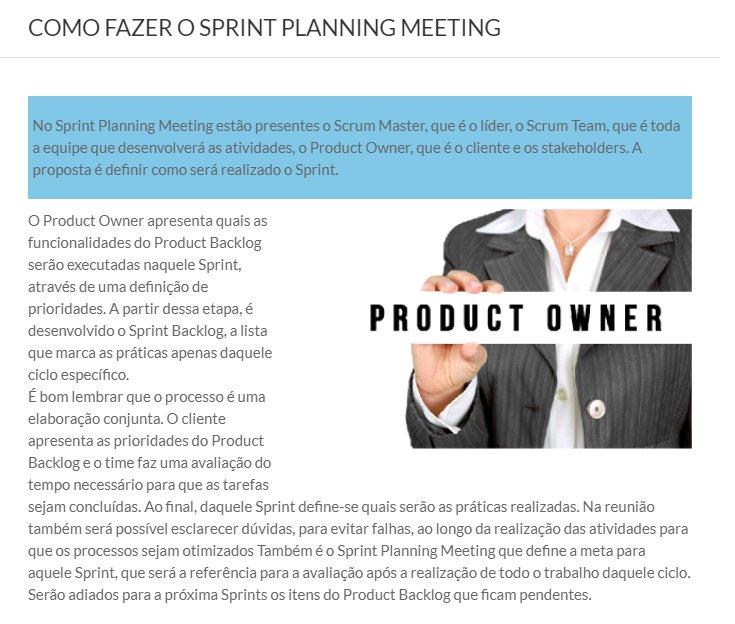 COMO FAZER O SPRINT PLANNING MEETING
No Sprint Planning Meeting estão presentes o Scrum Master, que é o líder, o Scrum Team, que é toda
a equipe que desenvolverá as atividades, o Product Owner, que é o cliente e os stakeholders. A
proposta é definir como será realizado o Sprint.
O Product Owner apresenta quais as
funcionalidades do Product Backlog
serão executadas naquele Sprint,
através de uma definição de
prioridades. A partir dessa etapa, é
desenvolvido o Sprint Backlog, a lista
que marca as práticas apenas daquele
ciclo específico.
É bom lembrar que o processo é uma
elaboração conjunta. O cliente
apresenta as prioridades do Product
Backlog e o time faz uma avaliação do
tempo necessário para que as tarefas
sejam concluídas. Ao final, daquele Sprint define-se quais serão as práticas realizadas. Na reunião
também será possível esclarecer dúvidas, para evitar falhas, ao longo da realização das atividades para
que os processos sejam otimizados Também é o Sprint Planning Meeting que define a meta para
aquele Sprint, que será a referência para a avaliação após a realização de todo o trabalho daquele ciclo.
Serão adiados para a próxima Sprints os itens do Product Backlog que ficam pendentes.
PRODUCT OWNER